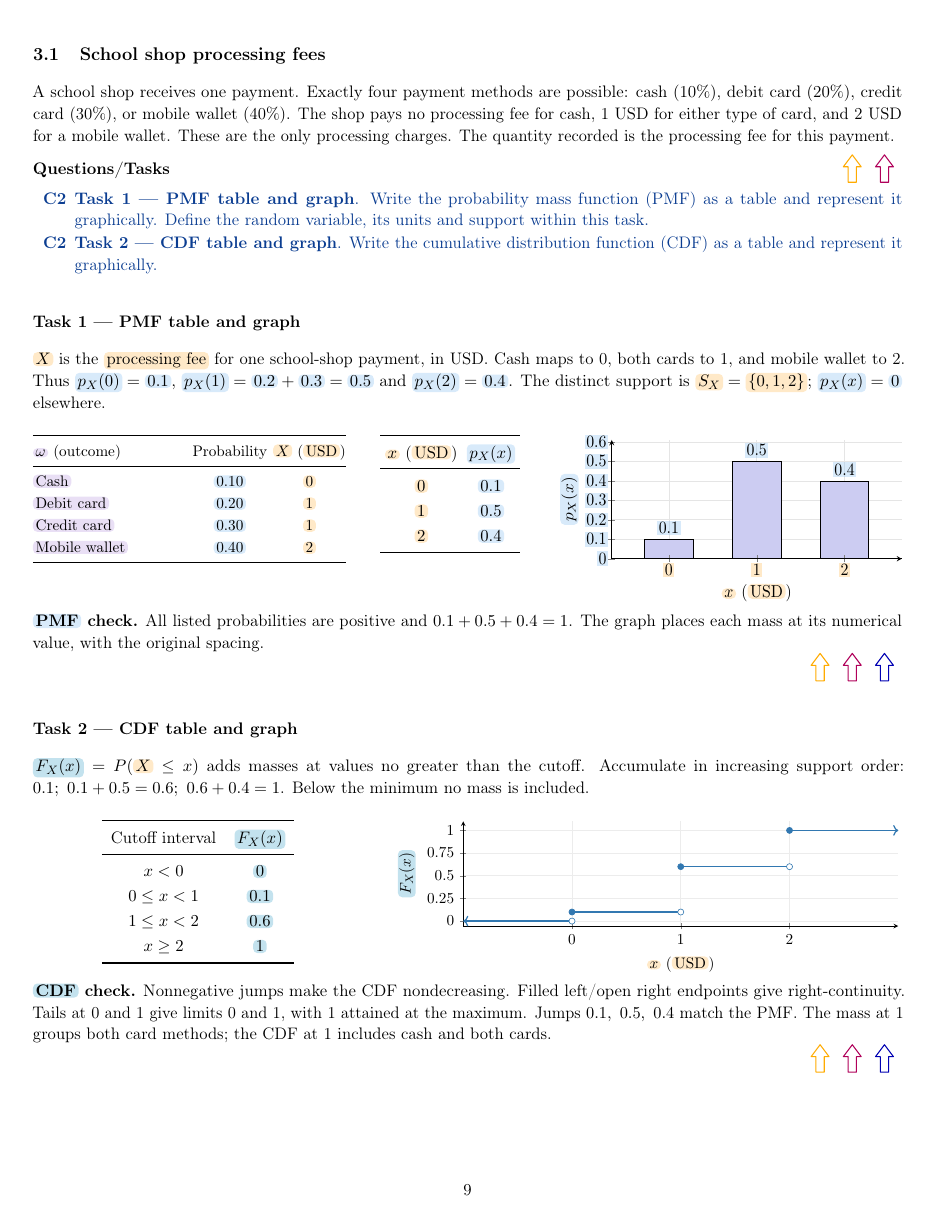 3.1 School shop processing fees
A school shop receives one payment. Exactly four payment methods are possible: cash (10%), debit card (20%), credit
card (30%), or mobile wallet (40%). The shop pays no processing fee for cash, 1 USD for either type of card, and 2 USD
for a mobile wallet. These are the only processing charges. The quantity recorded is the processing fee for this payment.
Questions/Tasks
C2 Task 1 — PMF table and graph. Write the probability mass function (PMF) as a table and represent it
graphically. Define the random variable, its units and support within this task.
C2 Task 2 — CDF table and graph. Write the cumulative distribution function (CDF) as a table and represent it
graphically.
Task 1 — PMF table and graph
X is the processing fee for one school-shop payment, in USD. Cash maps to 0, both cards to 1, and mobile wallet to 2.
Thus p_X(0) = 0.1, p_X(1) = 0.2 + 0.3 = 0.5 and p_X(2) = 0.4. The distinct support is S_X = {0, 1, 2}; p_X(x) = 0
elsewhere.
ω (outcome) Probability X (USD)
Cash 0.10 0
Debit card 0.20 1
Credit card 0.30 1
Mobile wallet 0.40 2
x (USD) p_X(x)
0 0.1
1 0.5
2 0.4
p_X(x)
0.6
0.5
0.4
0.3
0.2
0.1
0
0.1
0.5
0.4
0 1 2
x (USD)
PMF check. All listed probabilities are positive and 0.1 + 0.5 + 0.4 = 1. The graph places each mass at its numerical
value, with the original spacing.
Task 2 — CDF table and graph
F_X(x) = P(X ≤ x) adds masses at values no greater than the cutoff. Accumulate in increasing support order:
0.1; 0.1 + 0.5 = 0.6; 0.6 + 0.4 = 1. Below the minimum no mass is included.
Cutoff interval F_X(x)
x < 0 0
0 ≤ x < 1 0.1
1 ≤ x < 2 0.6
x ≥ 2 1
F_X(x)
1
0.75
0.5
0.25
0
0 1 2
x (USD)
CDF check. Nonnegative jumps make the CDF nondecreasing. Filled left/open right endpoints give right-continuity.
Tails at 0 and 1 give limits 0 and 1, with 1 attained at the maximum. Jumps 0.1, 0.5, 0.4 match the PMF. The mass at 1
groups both card methods; the CDF at 1 includes cash and both cards.
9